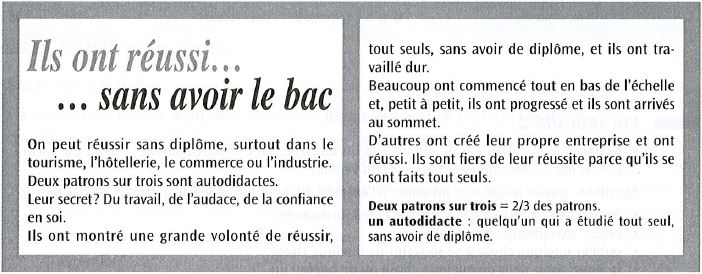 Ils ont réussi...
... sans avoir le bac
On peut réussir sans diplôme, surtout dans le
tourisme, l'hôtellerie, le commerce ou l'industrie.
Deux patrons sur trois sont autodidactes.
Leur secret? Du travail, de l'audace, de la confiance
en soi.
Ils ont montré une grande volonté de réussir,
tout seuls, sans avoir de diplôme, et ils ont tra-
vaillé dur.
Beaucoup ont commencé tout en bas de l'échelle
et, petit à petit, ils ont progressé et ils sont arrivés
au sommet.
D'autres ont créé leur propre entreprise et ont
réussi. Ils sont fiers de leur réussite parce qu'ils se
sont faits tout seuls.
Deux patrons sur trois = 2/3 des patrons.
un autodidacte : quelqu'un qui a étudié tout seul,
sans avoir de diplôme.